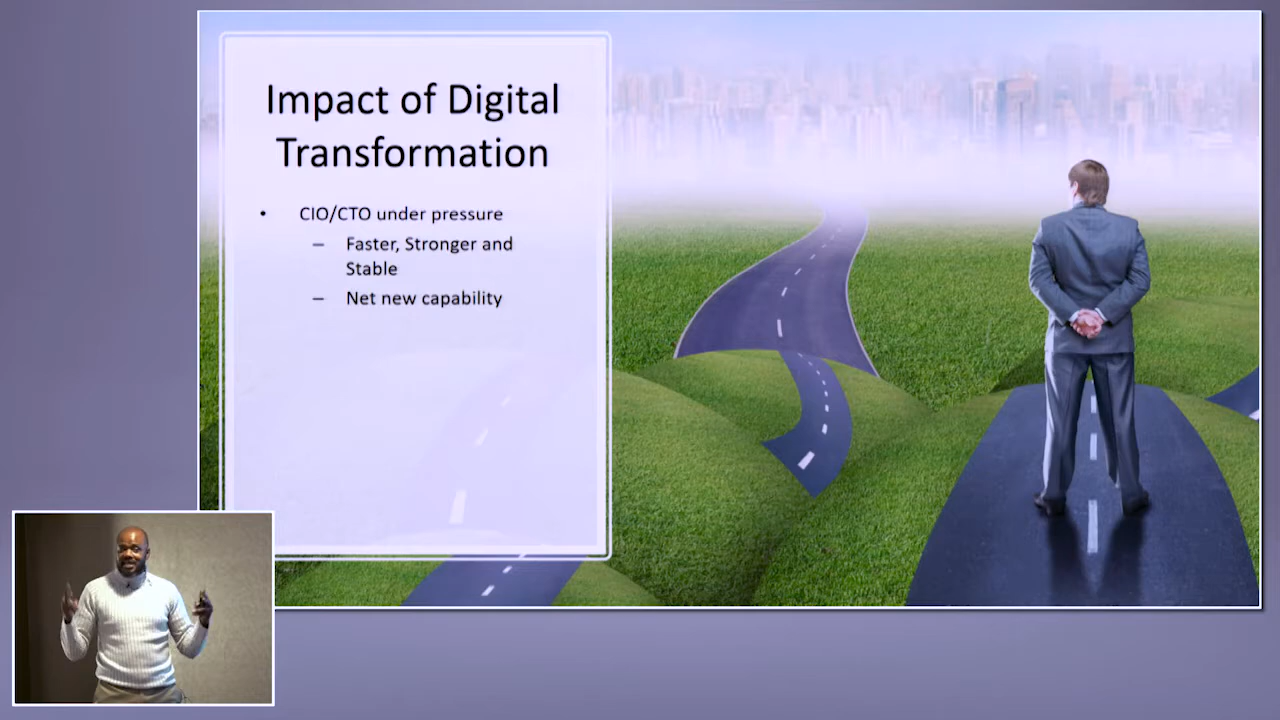 Impact of Digital
Transformation
• CIO/CTO under pressure
– Faster, Stronger and
Stable
– Net new capability